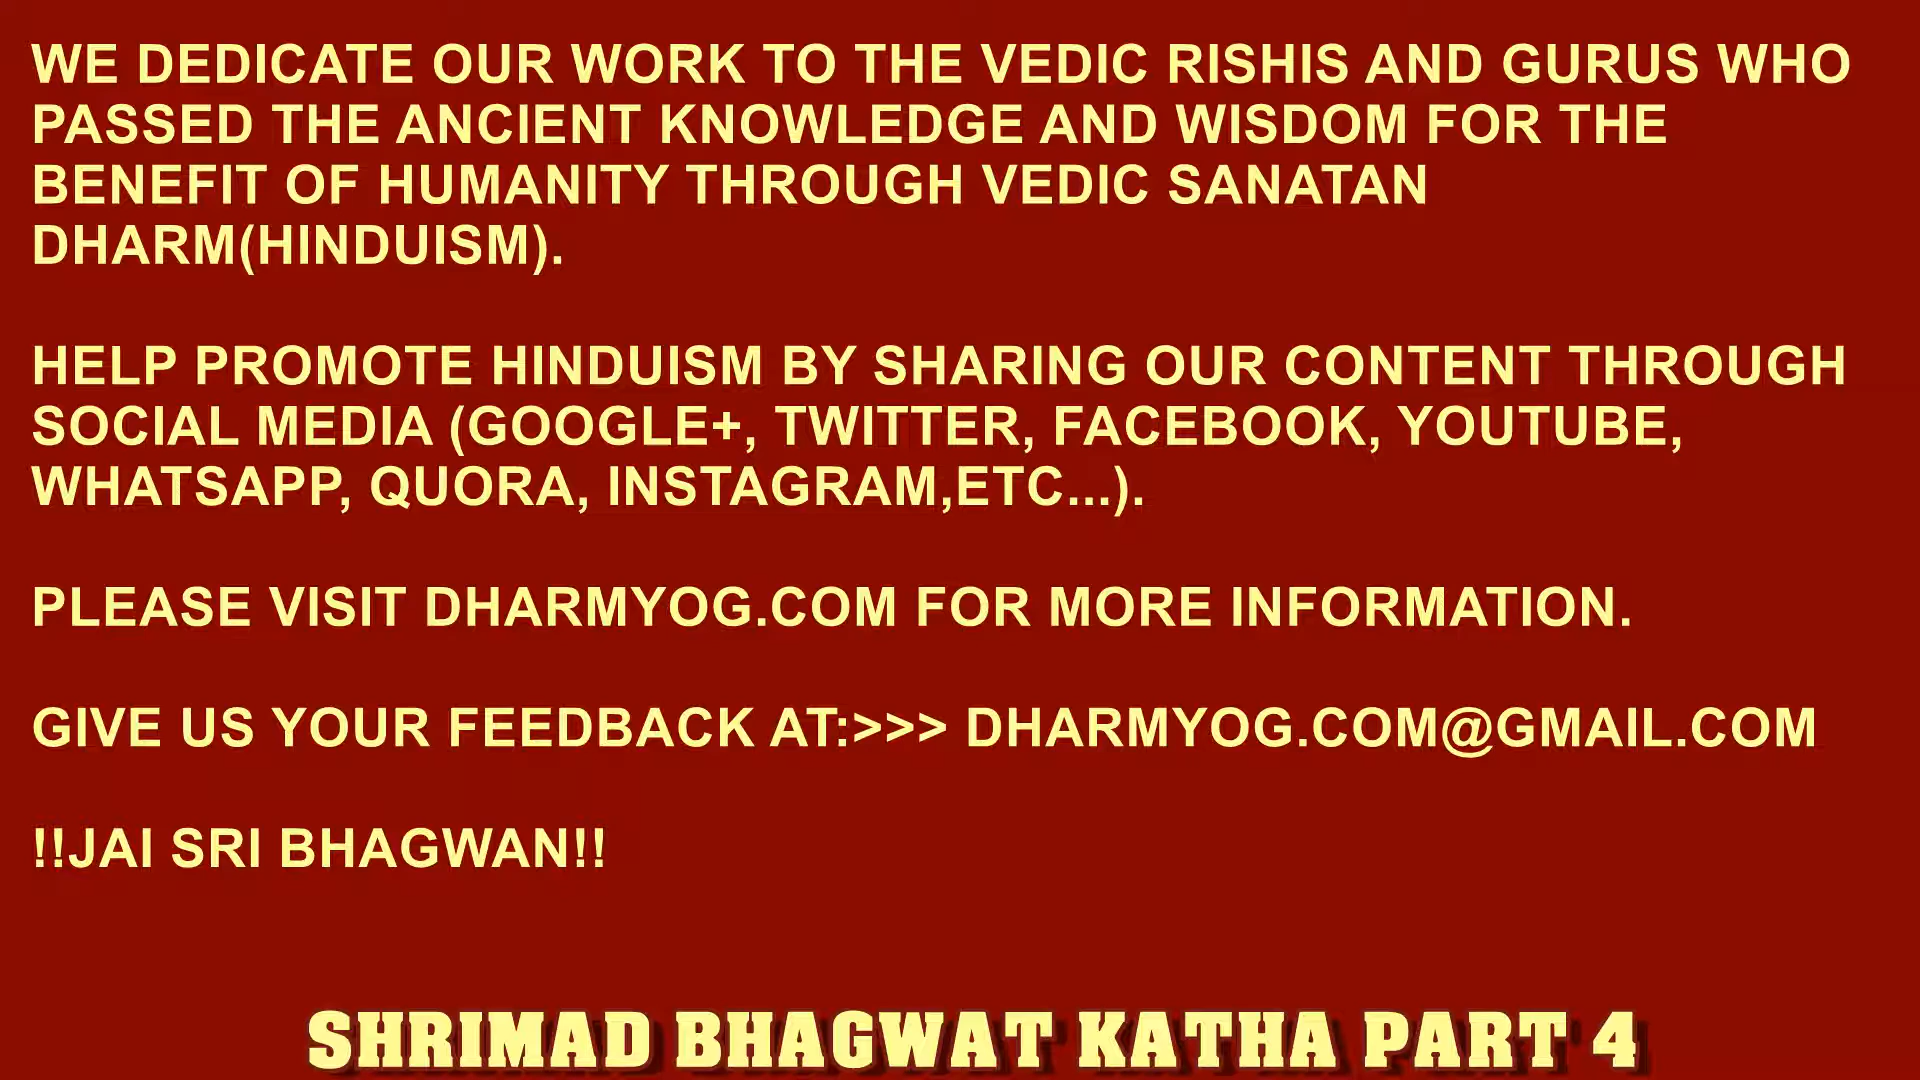 WE DEDICATE OUR WORK TO THE VEDIC RISHIS AND GURUS WHO
PASSED THE ANCIENT KNOWLEDGE AND WISDOM FOR THE
BENEFIT OF HUMANITY THROUGH VEDIC SANATAN
DHARM(HINDUISM).
HELP PROMOTE HINDUISM BY SHARING OUR CONTENT THROUGH
SOCIAL MEDIA (GOOGLE+, TWITTER, FACEBOOK, YOUTUBE,
WHATSAPP, QUORA, INSTAGRAM,ETC...).
PLEASE VISIT DHARMYOG.COM FOR MORE INFORMATION.
GIVE US YOUR FEEDBACK AT:>>> DHARMYOG.COM@GMAIL.COM
!!JAI SRI BHAGWAN!!
SHRIMAD BHAGWAT KATHA PART 4